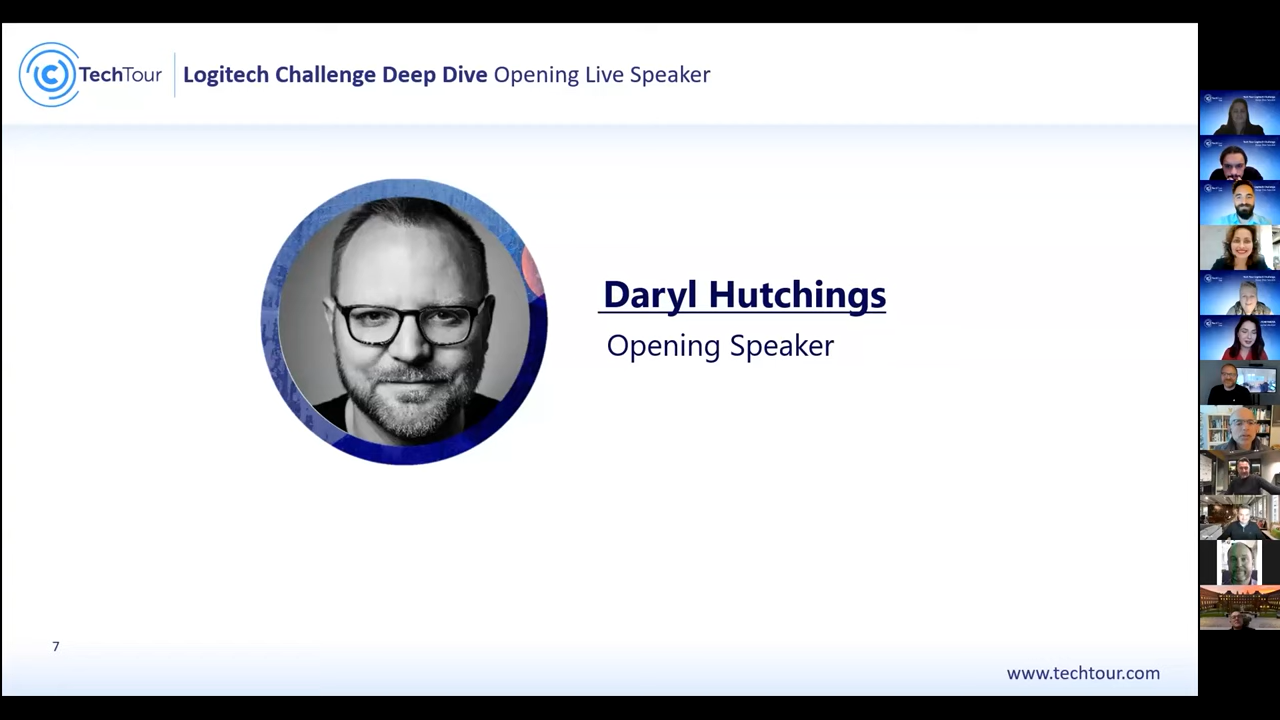 TechTour
Logitech Challenge Deep Dive Opening Live Speaker
Daryl Hutchings
Opening Speaker
7
www.techtour.com